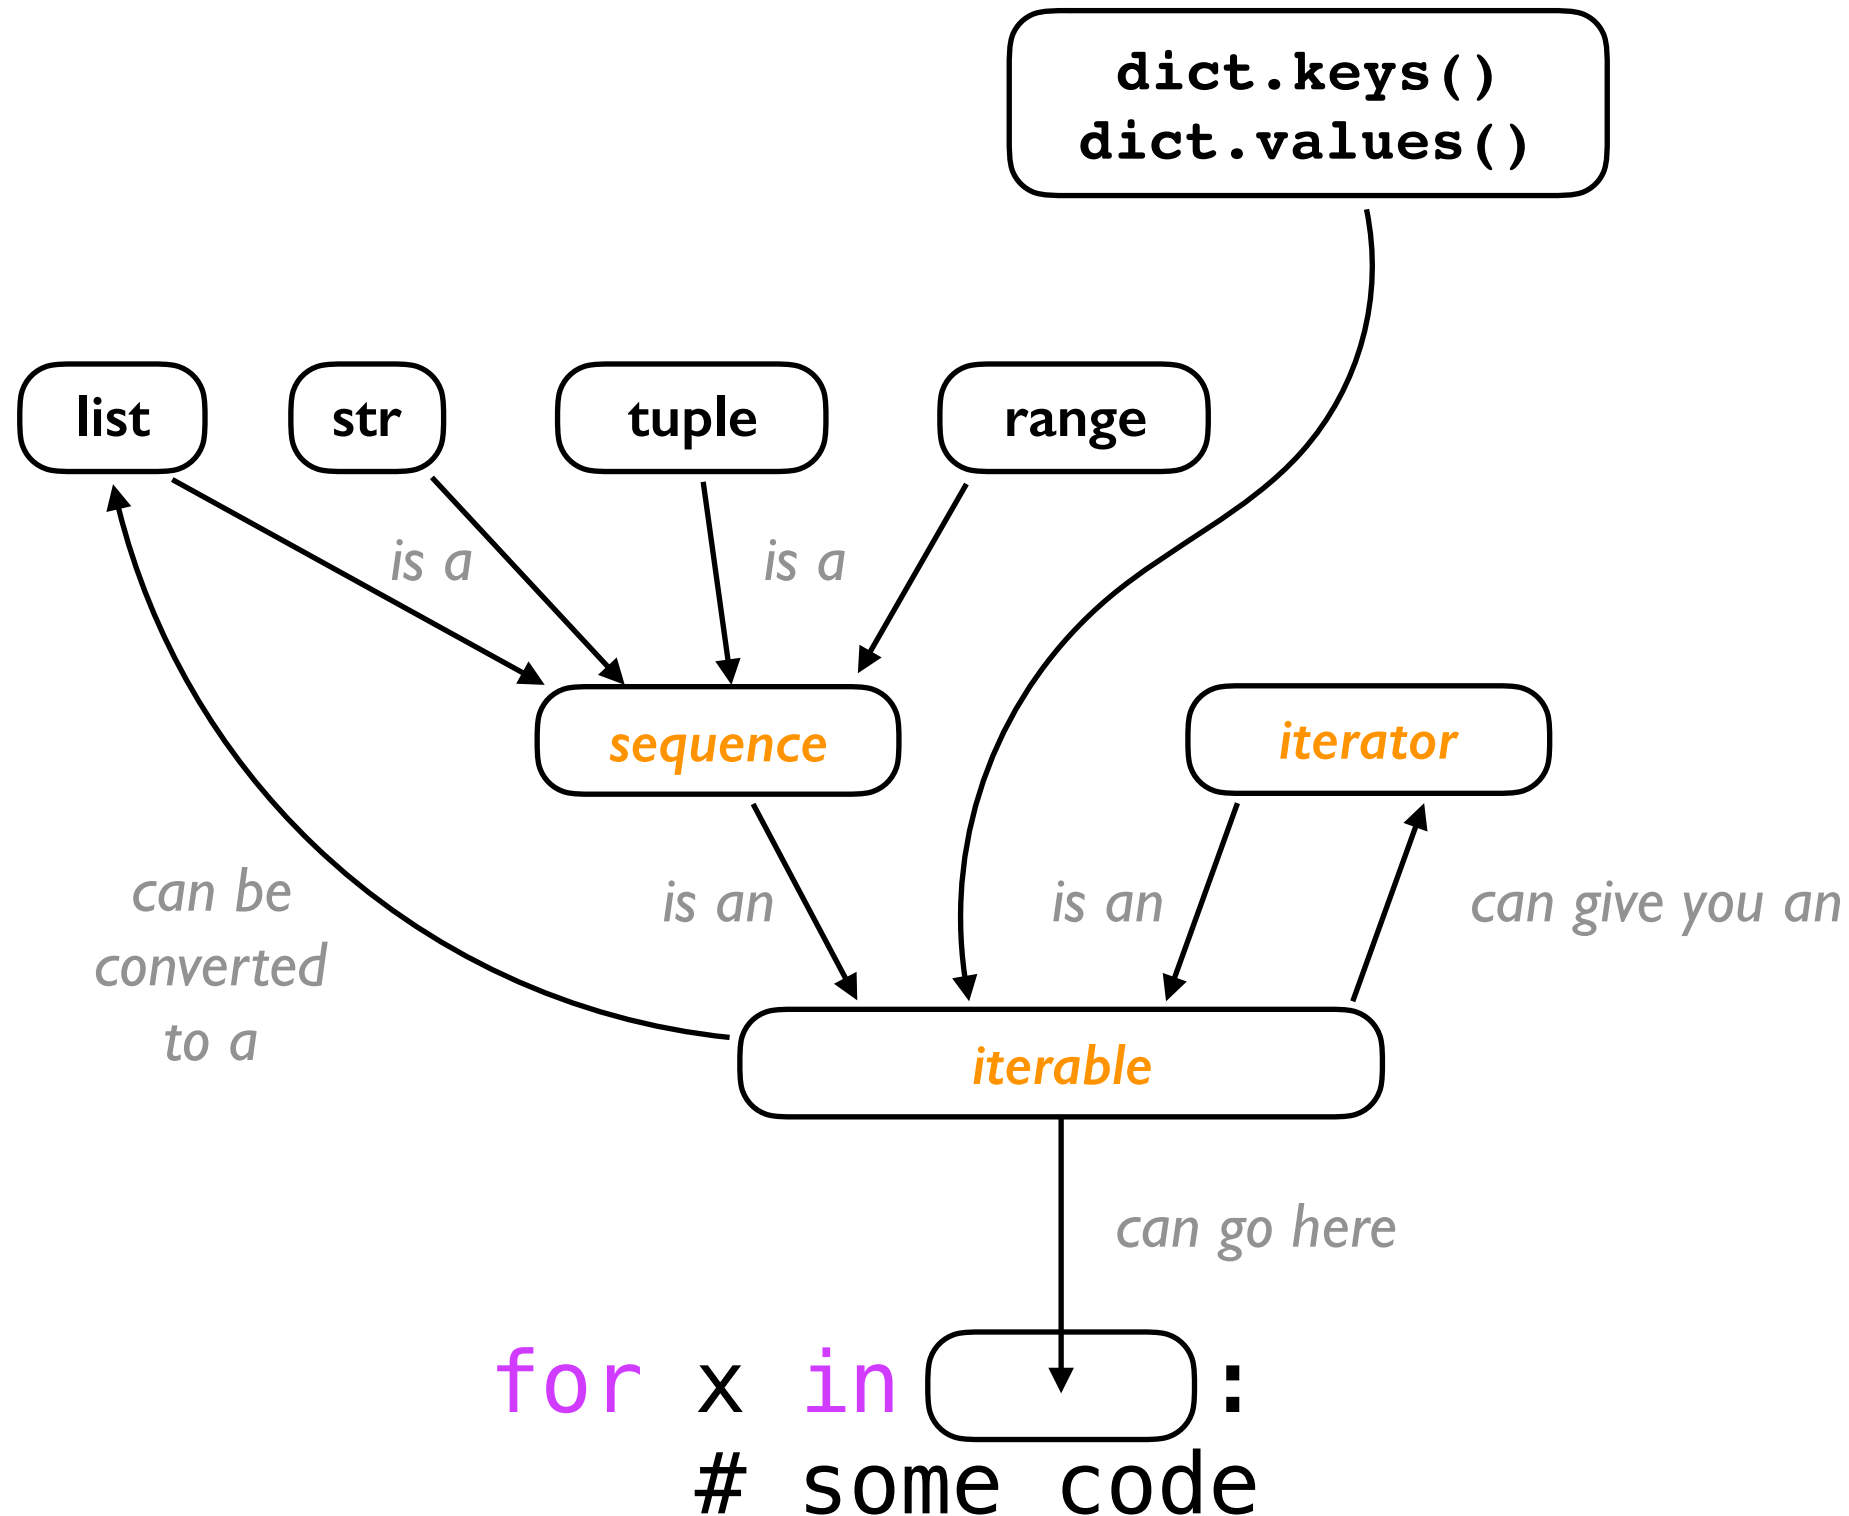 dict.keys()
dict.values()
list
str
tuple
range
is a
is a
sequence
iterator
can be
converted
to a
is an
is an
can give you an
iterable
can go here
for x in :
# some code